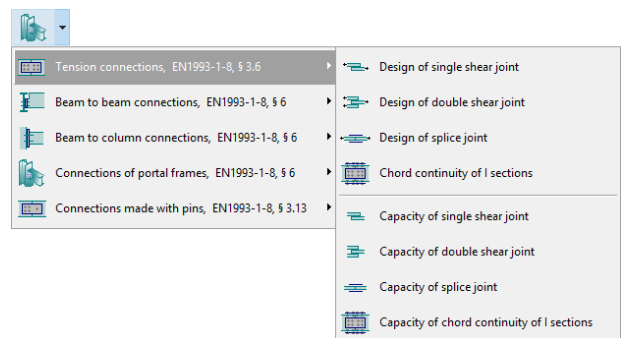 Tension connections, EN1993-1-8, § 3.6
Beam to beam connections, EN1993-1-8, § 6
Beam to column connections, EN1993-1-8, § 6
Connections of portal frames, EN1993-1-8, § 6
Connections made with pins, EN1993-1-8, § 3.13
Design of single shear joint
Design of double shear joint
Design of splice joint
Chord continuity of I sections
Capacity of single shear joint
Capacity of double shear joint
Capacity of splice joint
Capacity of chord continuity of I sections